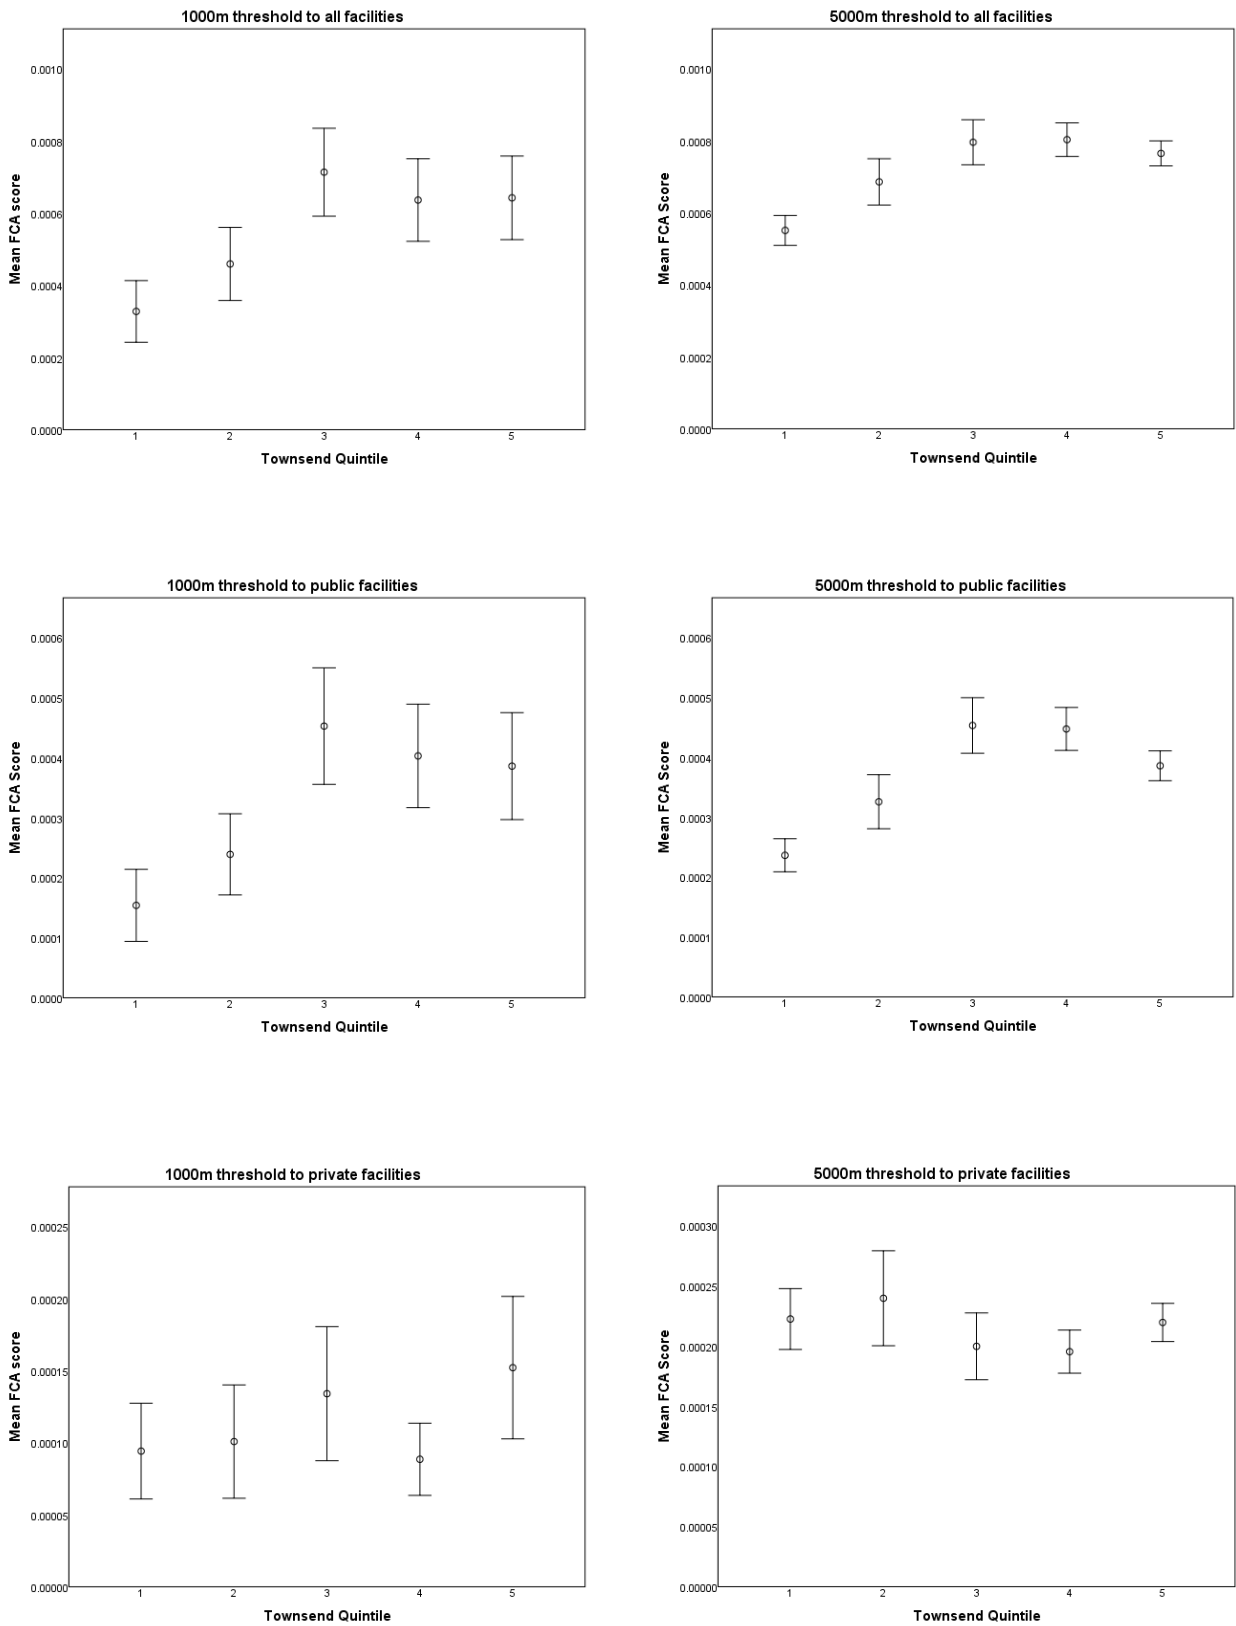 1000m threshold to all facilities
0.0010
0.0008
0.0006
0.0004
0.0002
0.0000
Mean FCA score
1 2 3 4 5
Townsend Quintile
5000m threshold to all facilities
0.0010
0.0008
0.0006
0.0004
0.0002
0.0000
Mean FCA Score
1 2 3 4 5
Townsend Quintile
1000m threshold to public facilities
0.0006
0.0005
0.0004
0.0003
0.0002
0.0001
0.0000
Mean FCA Score
1 2 3 4 5
Townsend Quintile
5000m threshold to public facilities
0.0006
0.0005
0.0004
0.0003
0.0002
0.0001
0.0000
Mean FCA Score
1 2 3 4 5
Townsend Quintile
1000m threshold to private facilities
0.00025
0.00020
0.00015
0.00010
0.00005
0.00000
Mean FCA score
1 2 3 4 5
Townsend Quintile
5000m threshold to private facilities
0.00030
0.00025
0.00020
0.00015
0.00010
0.00005
0.00000
Mean FCA Score
1 2 3 4 5
Townsend Quintile